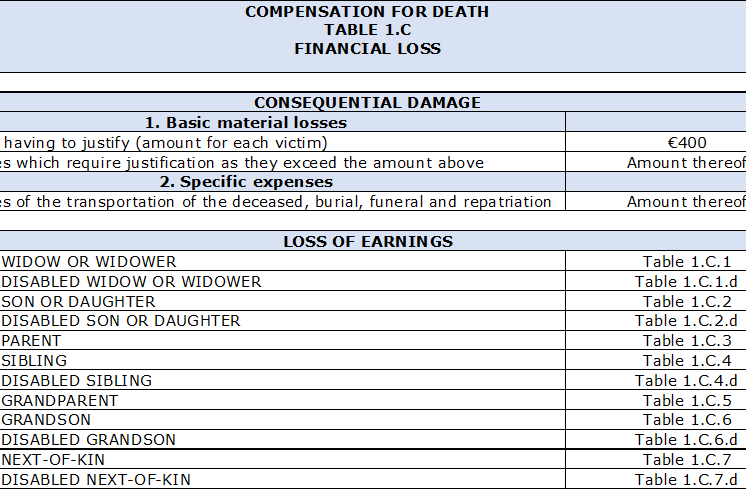 COMPENSATION FOR DEATH
TABLE 1.C
FINANCIAL LOSS
CONSEQUENTIAL DAMAGE
1. Basic material losses
having to justify (amount for each victim) €400
which require justification as they exceed the amount above Amount thereof
2. Specific expenses
of the transportation of the deceased, burial, funeral and repatriation Amount thereof
LOSS OF EARNINGS
WIDOW OR WIDOWER Table 1.C.1
DISABLED WIDOW OR WIDOWER Table 1.C.1.d
SON OR DAUGHTER Table 1.C.2
DISABLED SON OR DAUGHTER Table 1.C.2.d
PARENT Table 1.C.3
SIBLING Table 1.C.4
DISABLED SIBLING Table 1.C.4.d
GRANDPARENT Table 1.C.5
GRANDSON Table 1.C.6
DISABLED GRANDSON Table 1.C.6.d
NEXT-OF-KIN Table 1.C.7
DISABLED NEXT-OF-KIN Table 1.C.7.d